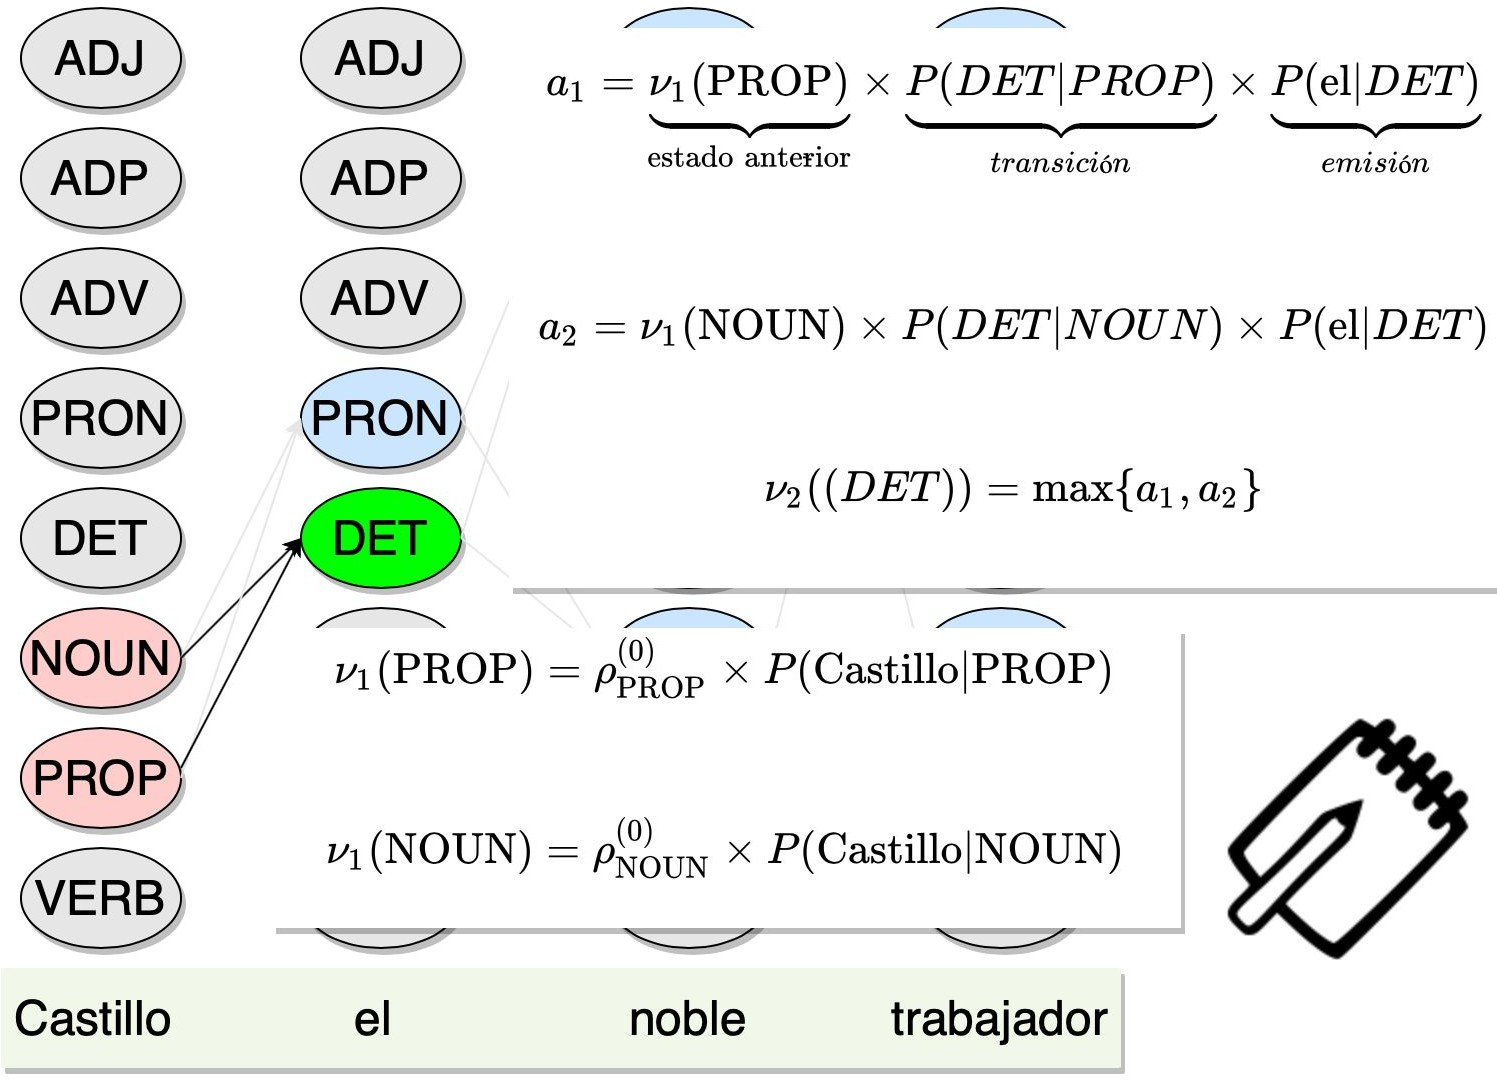 ADJ ADJ
a₁ = ν₁(PROP) × P(DET|PROP) × P(el|DET)
estado anterior transición emisión
ADP ADP
ADV ADV
a₂ = ν₁(NOUN) × P(DET|NOUN) × P(el|DET)
PRON PRON
ν₂((DET)) = max{a₁, a₂}
DET DET
NOUN
ν₁(PROP) = ρ_PROP^(0) × P(Castillo|PROP)
PROP
ν₁(NOUN) = ρ_NOUN^(0) × P(Castillo|NOUN)
VERB
Castillo el noble trabajador